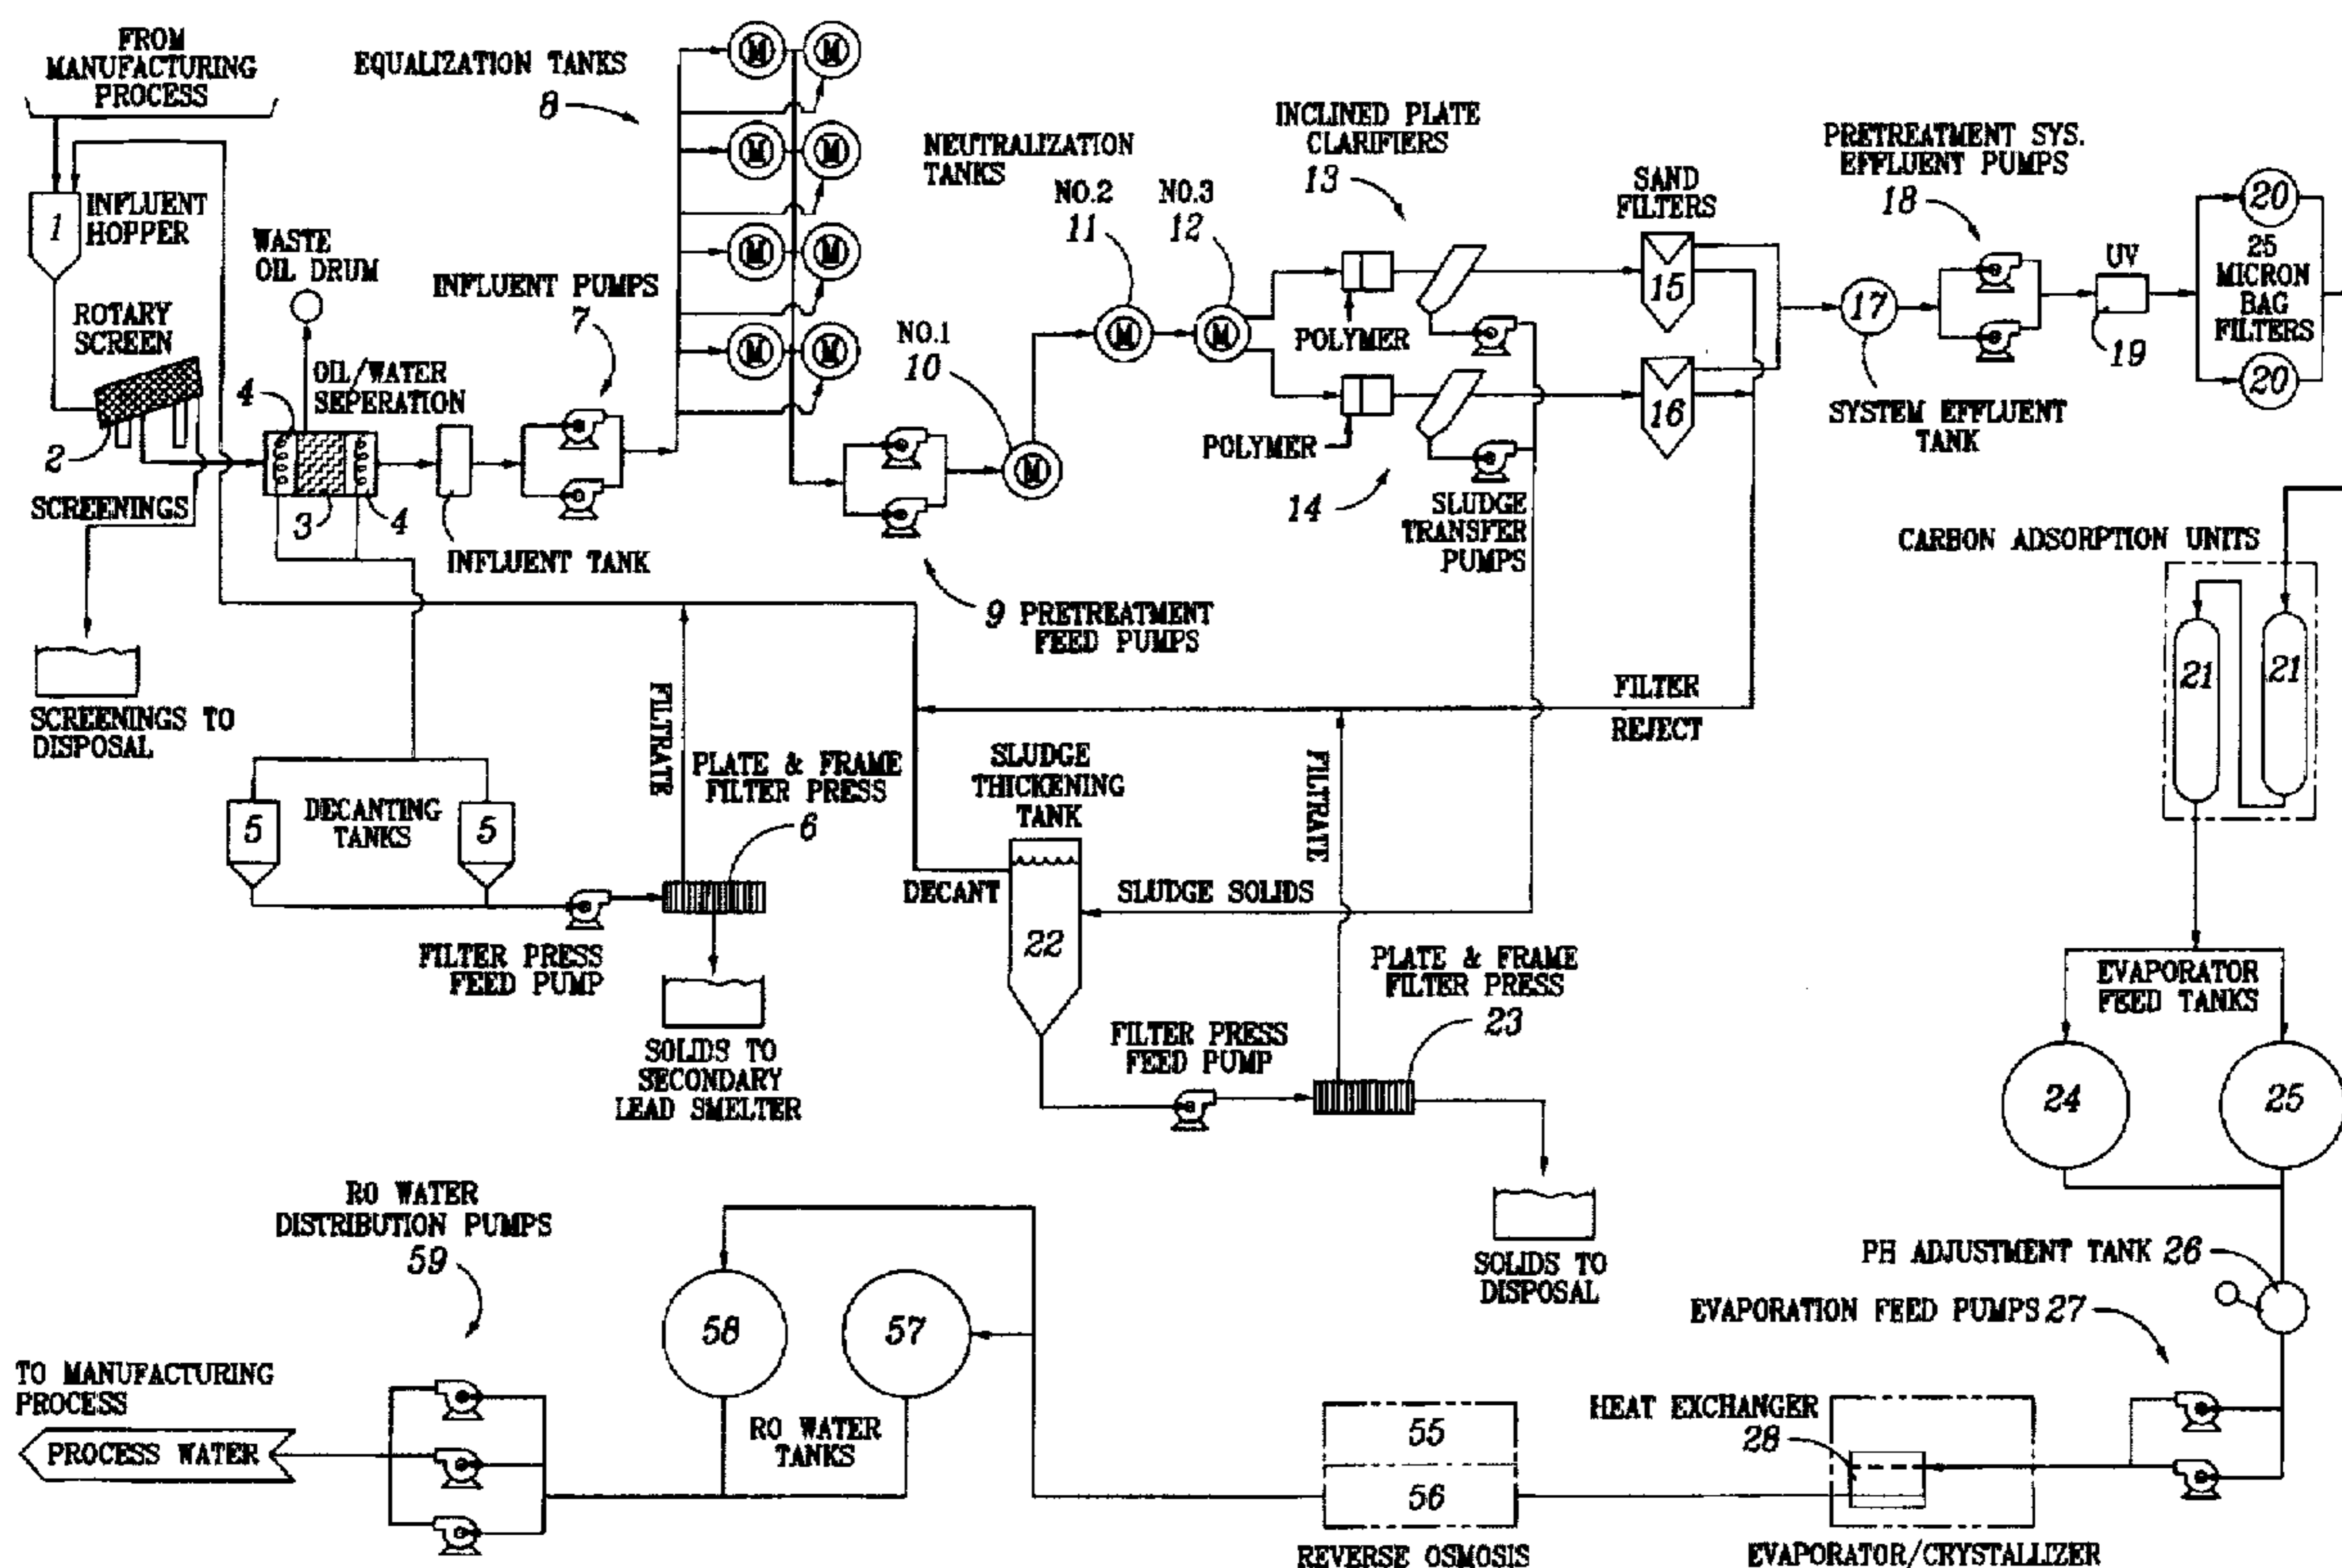 FROM
MANUFACTURING
PROCESS
1
INFLUENT
HOPPER
ROTARY
SCREEN
2
SCREENINGS
SCREENINGS TO
DISPOSAL
WASTE
OIL DRUM
4
OIL/WATER
SEPERATION
3
4
INFLUENT TANK
INFLUENT PUMPS
7
EQUALIZATION TANKS
8
M
M
M
M
M
M
M
M
9 PRETREATMENT
FEED PUMPS
NEUTRALIZATION
TANKS
NO.1
10
M
NO.2
11
M
NO.3
12
M
INCLINED PLATE
CLARIFIERS
13
POLYMER
POLYMER
14
SLUDGE
TRANSFER
PUMPS
SAND
FILTERS
15
16
FILTER
REJECT
17
SYSTEM EFFLUENT
TANK
PRETREATMENT SYS.
EFFLUENT PUMPS
18
UV
19
20
25
MICRON
BAG
FILTERS
20
CARBON ADSORPTION UNITS
21
21
DECANTING
TANKS
5
5
FILTER PRESS
FEED PUMP
FILTRATE
PLATE & FRAME
FILTER PRESS
6
SOLIDS TO
SECONDARY
LEAD SMELTER
SLUDGE
THICKENING
TANK
DECANT
22
SLUDGE SOLIDS
FILTRATE
FILTER PRESS
FEED PUMP
PLATE & FRAME
FILTER PRESS
23
SOLIDS TO
DISPOSAL
EVAPORATOR
FEED TANKS
24
25
PH ADJUSTMENT TANK 26
EVAPORATION FEED PUMPS 27
HEAT EXCHANGER
28
EVAPORATOR/CRYSTALLIZER
55
56
REVERSE OSMOSIS
58
57
RO WATER
TANKS
RO WATER
DISTRIBUTION PUMPS
59
TO MANUFACTURING
PROCESS
PROCESS WATER